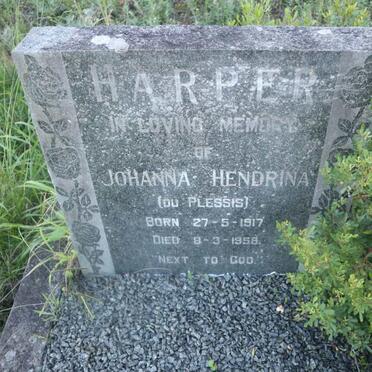 HARPER
IN LOVING MEMORY
OF
JOHANNA HENDRINA
(DU PLESSIS)
BORN 27-5-1917
DIED 8-3-1958.
NEXT TO GOD.